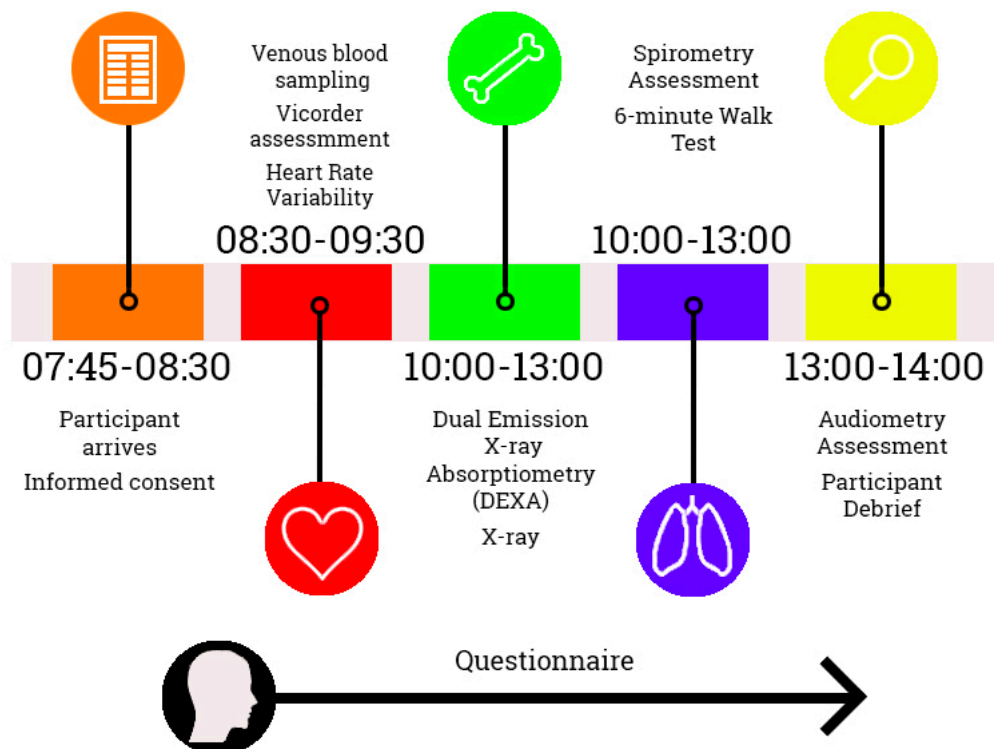 07:45-08:30
Participant
arrives
Informed consent
Venous blood
sampling
Vicorder
assessmment
Heart Rate
Variability
08:30-09:30
10:00-13:00
Dual Emission
X-ray
Absorptiometry
(DEXA)
X-ray
Spirometry
Assessment
6-minute Walk
Test
10:00-13:00
13:00-14:00
Audiometry
Assessment
Participant
Debrief
Questionnaire